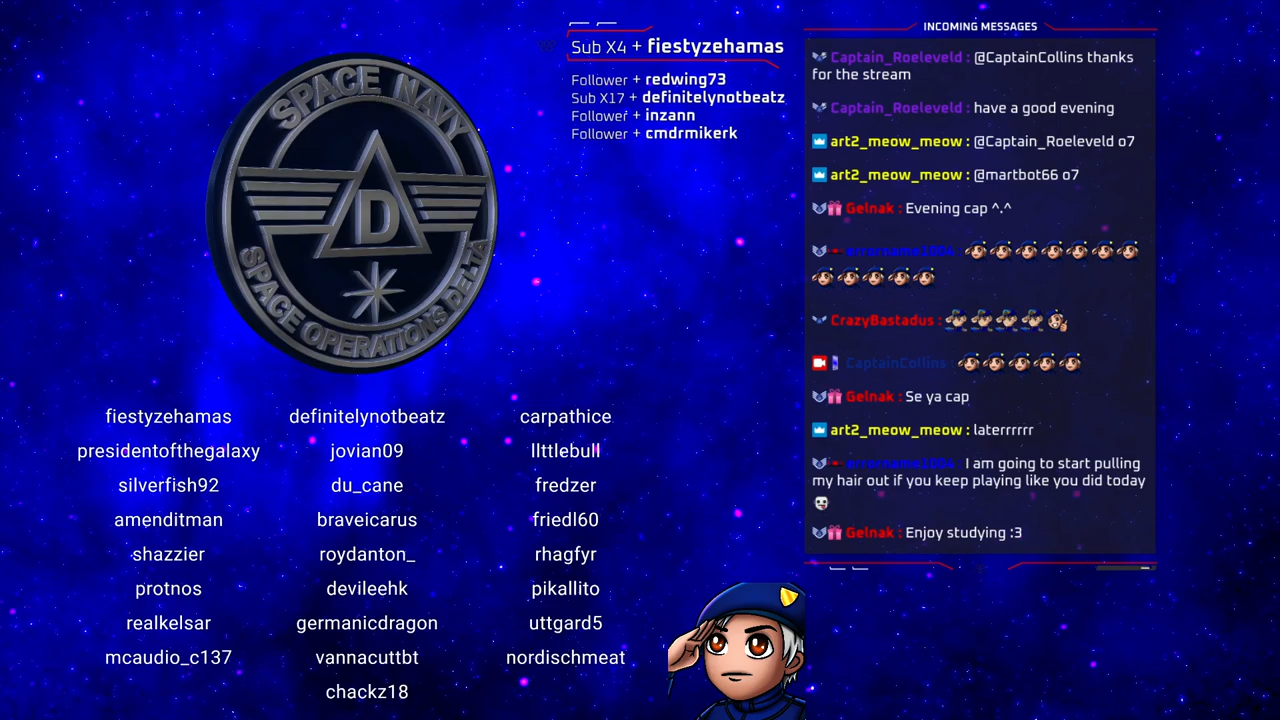 SPACE NAVY
D
SPACE OPERATIONS DELTA
Sub X4 + fiestyzehamas
Follower + redwing73
Sub X17 + definitelynotbeatz
Follower + inzann
Follower + cmdrmikerk
INCOMING MESSAGES
Captain_Roeleveld : @CaptainCollins thanks
for the stream
Captain_Roeleveld : have a good evening
art2_meow_meow : @Captain_Roeleveld o7
art2_meow_meow : @martbot66 o7
Gelnak : Evening cap ^.^
errorname1004 :
CrazyBastadus :
CaptainCollins :
Gelnak : Se ya cap
art2_meow_meow : laterrrrrr
errorname1004 : I am going to start pulling
my hair out if you keep playing like you did today
Gelnak : Enjoy studying :3
fiestyzehamas definitelynotbeatz carpathice
presidentofthegalaxy jovian09 llttlebull
silverfish92 du_cane fredzer
amenditman braveicarus friedl60
shazzier roydanton_ rhagfyr
protnos devileehk pikallito
realkelsar germanicdragon uttgard5
mcaudio_c137 vannacuttbt nordischmeat
chackz18